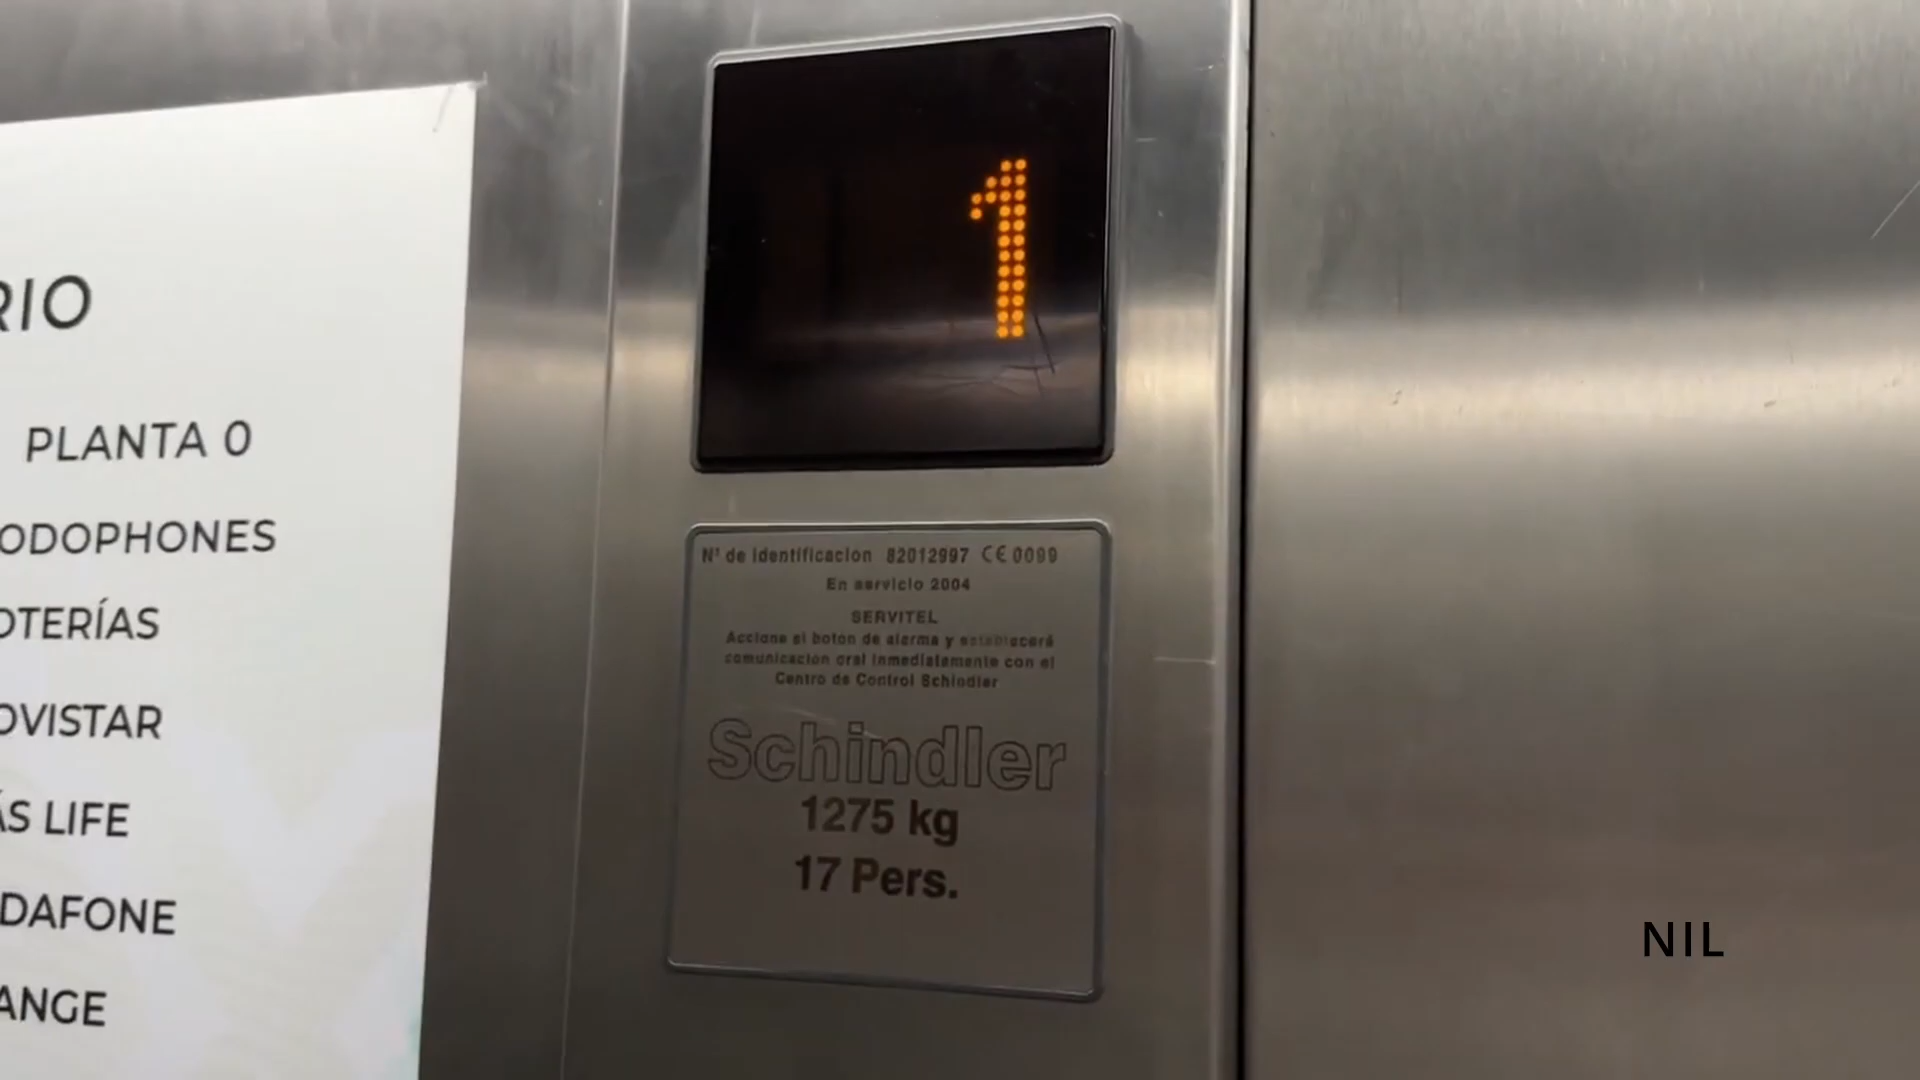 RIO
PLANTA 0
ODOPHONES
OTERÍAS
OVISTAR
ÁS LIFE
DAFONE
ANGE
1
Nº de identificacion 82012997 CE 0099
En servicio 2004
SERVITEL
Accione el boton de alarma y establecerá
comunicacion oral inmediatamente con el
Centro de Control Schindler
Schindler
1275 kg
17 Pers.
NIL